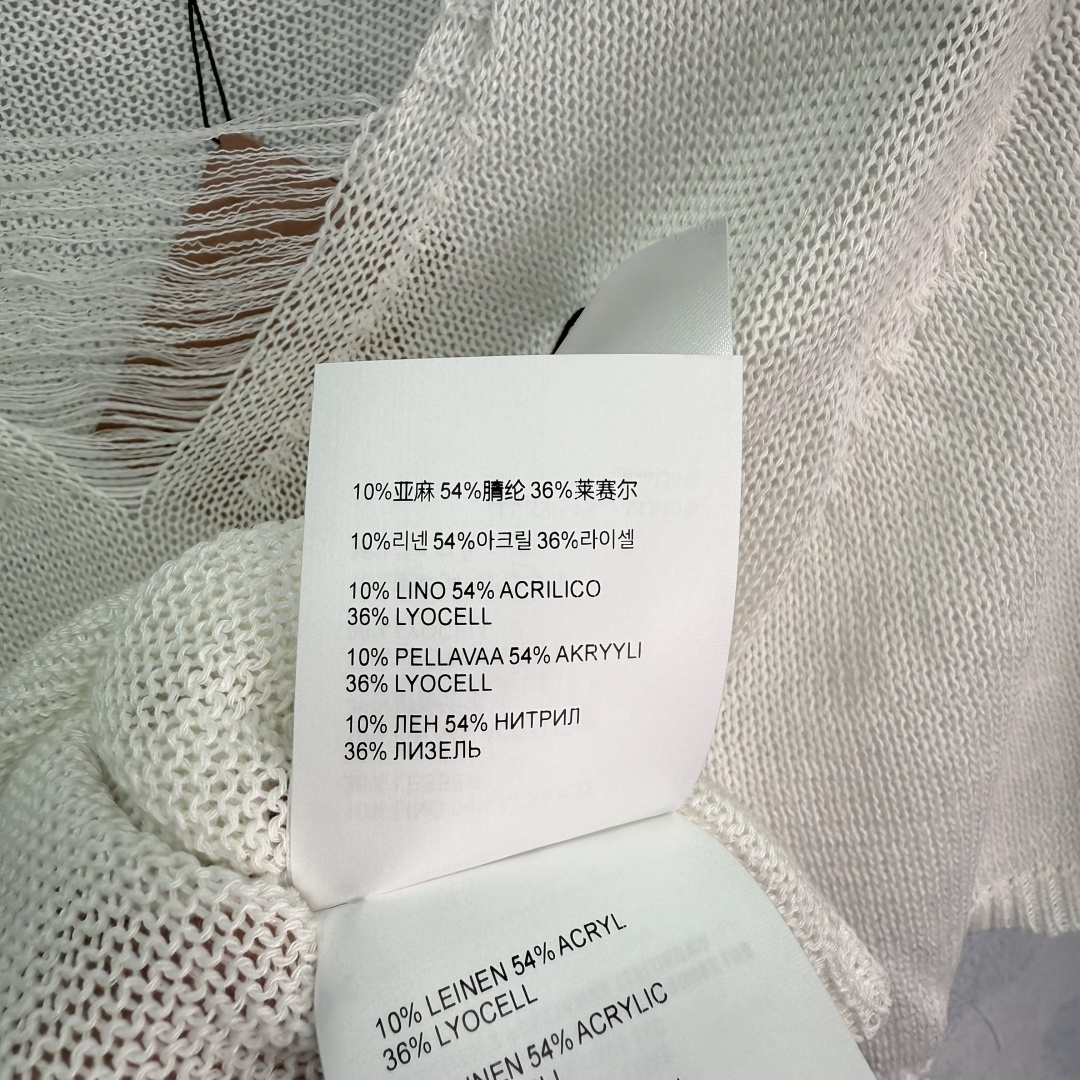 10%亚麻 54%腈纶 36%莱赛尔
10%리넨 54%아크릴 36%라이셀
10% LINO 54% ACRILICO
36% LYOCELL
10% PELLAVAA 54% AKRYYLI
36% LYOCELL
10% ЛЕН 54% НИТРИЛ
36% ЛИЗЕЛЬ
10% LEINEN 54% ACRYL
36% LYOCELL
54% ACRYLIC